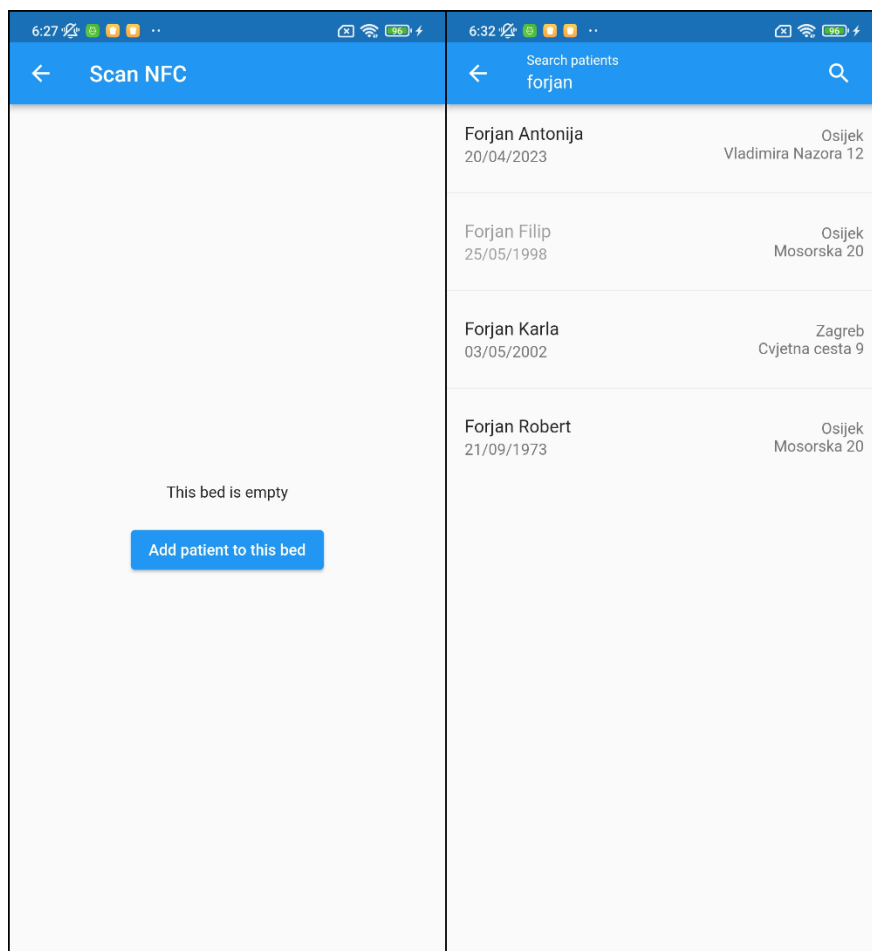 6:27
96
Scan NFC
This bed is empty
Add patient to this bed
6:32
96
Search patients
forjan
Forjan Antonija
20/04/2023
Osijek
Vladimira Nazora 12
Forjan Filip
25/05/1998
Osijek
Mosorska 20
Forjan Karla
03/05/2002
Zagreb
Cvjetna cesta 9
Forjan Robert
21/09/1973
Osijek
Mosorska 20